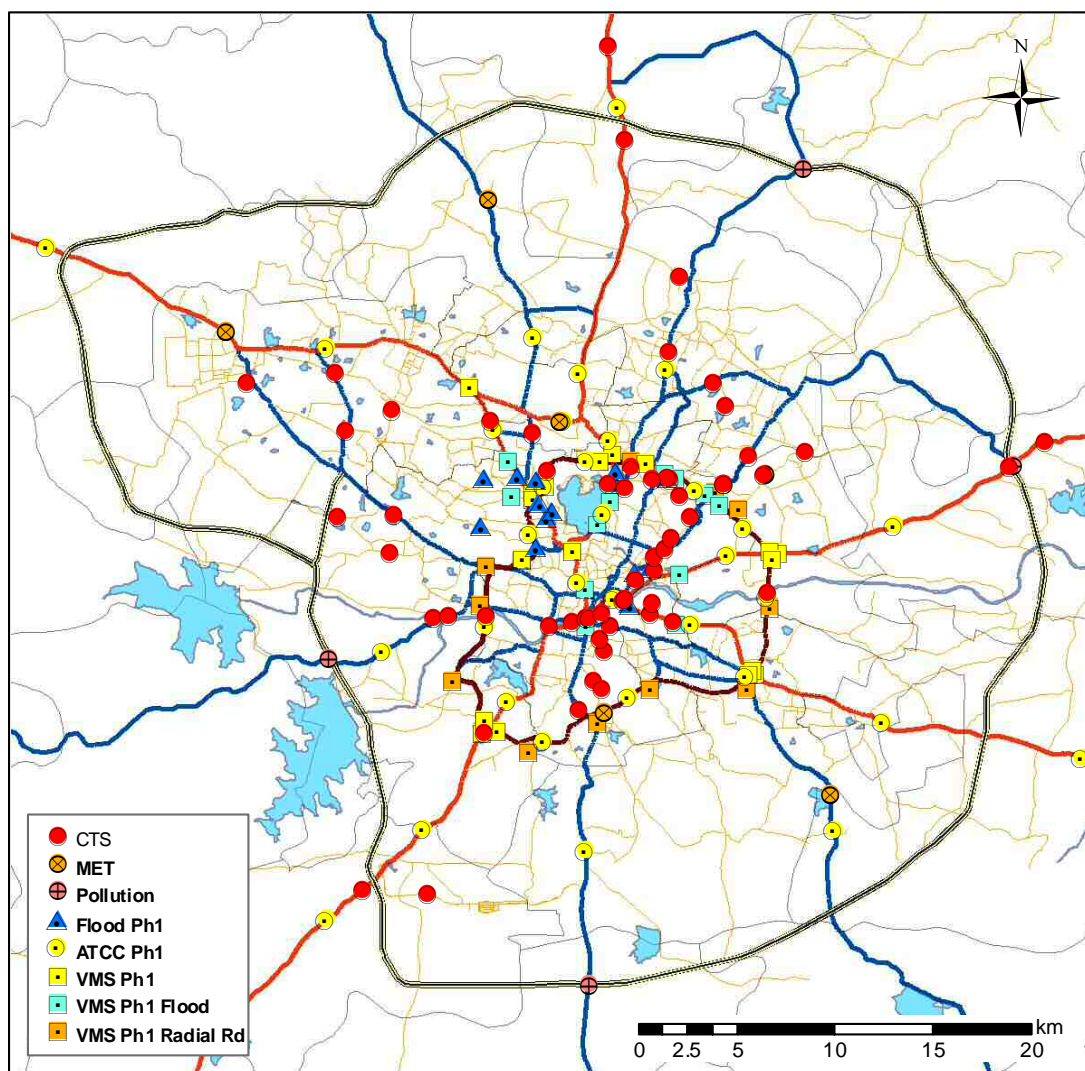 N
CTS
MET
Pollution
Flood Ph1
ATCC Ph1
VMS Ph1
VMS Ph1 Flood
VMS Ph1 Radial Rd
km
0 2.5 5 10 15 20